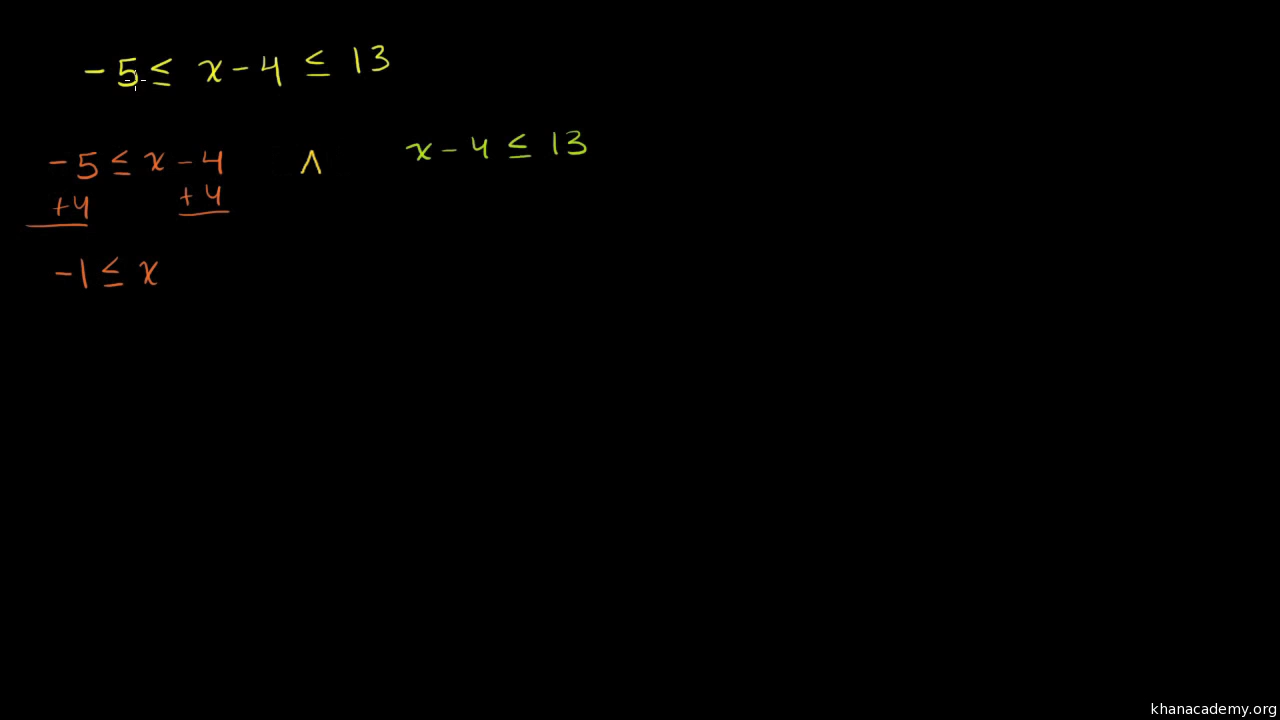 -5 ≤ x - 4 ≤ 13
-5 ≤ x - 4 ∧ x - 4 ≤ 13
+4 +4
-1 ≤ x
khanacademy.org